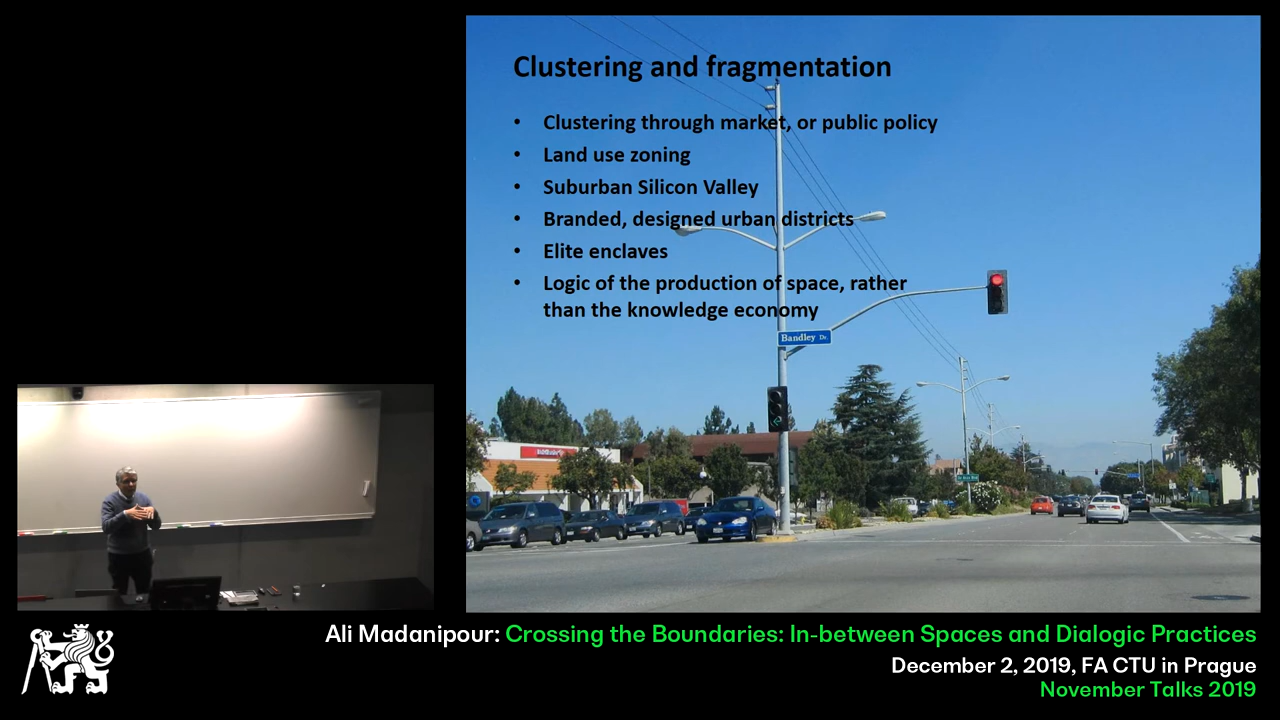 Clustering and fragmentation
• Clustering through market, or public policy
• Land use zoning
• Suburban Silicon Valley
• Branded, designed urban districts
• Elite enclaves
• Logic of the production of space, rather
than the knowledge economy
Bandley Dr.
Ali Madanipour: Crossing the Boundaries: In-between Spaces and Dialogic Practices
December 2, 2019, FA CTU in Prague
November Talks 2019